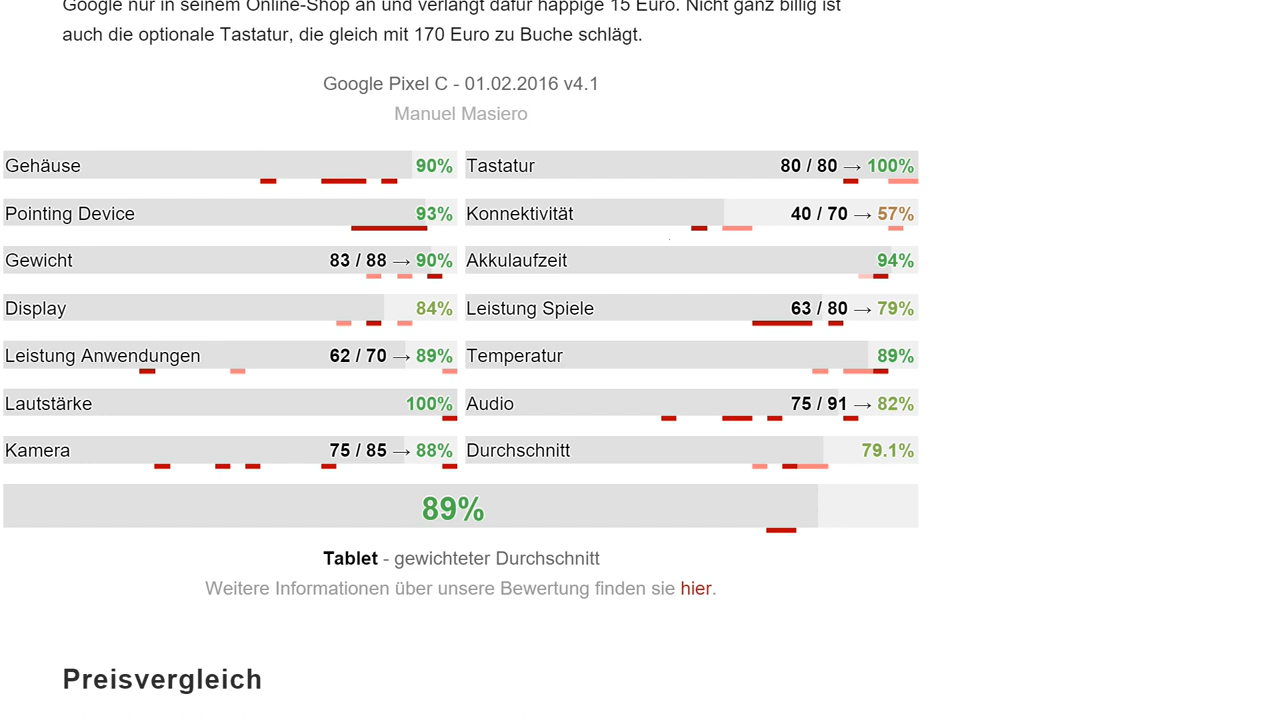 Google nur in seinem Online-Shop an und verlangt dafür happige 15 Euro. Nicht ganz billig ist
auch die optionale Tastatur, die gleich mit 170 Euro zu Buche schlägt.
Google Pixel C - 01.02.2016 v4.1
Manuel Masiero
Gehäuse 90% Tastatur 80 / 80 → 100%
Pointing Device 93% Konnektivität 40 / 70 → 57%
Gewicht 83 / 88 → 90% Akkulaufzeit 94%
Display 84% Leistung Spiele 63 / 80 → 79%
Leistung Anwendungen 62 / 70 → 89% Temperatur 89%
Lautstärke 100% Audio 75 / 91 → 82%
Kamera 75 / 85 → 88% Durchschnitt 79.1%
89%
Tablet - gewichteter Durchschnitt
Weitere Informationen über unsere Bewertung finden sie hier.
Preisvergleich